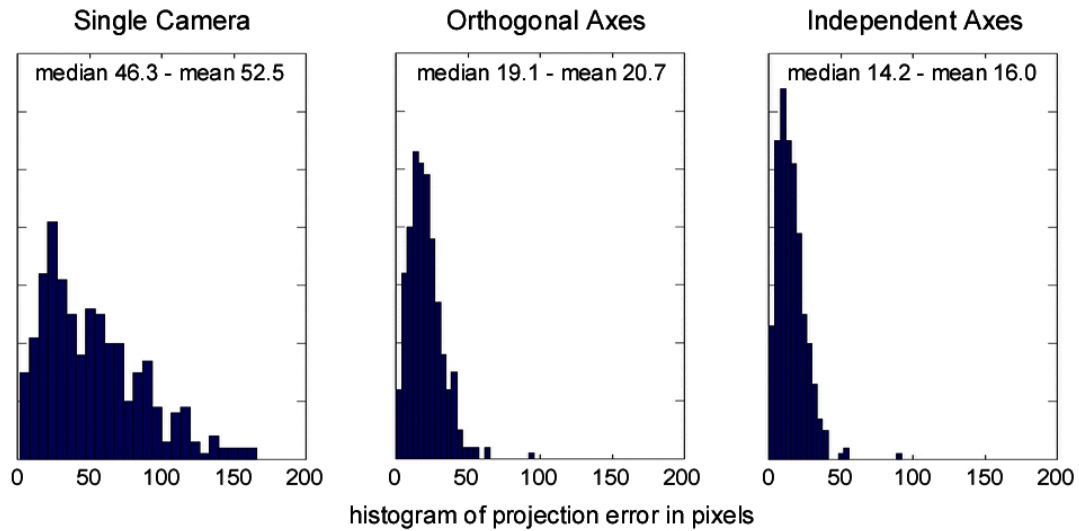 Single Camera
Orthogonal Axes
Independent Axes
median 46.3 - mean 52.5
median 19.1 - mean 20.7
median 14.2 - mean 16.0
0 50 100 150 200
0 50 100 150 200
0 50 100 150 200
histogram of projection error in pixels